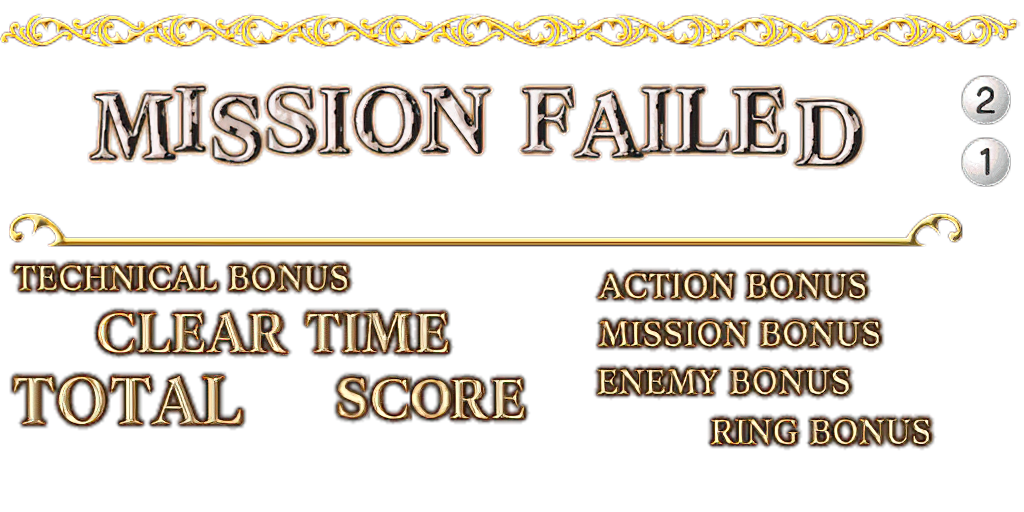 MISSION FAILED
2
1
TECHNICAL BONUS
ACTION BONUS
CLEAR TIME
MISSION BONUS
TOTAL SCORE
ENEMY BONUS
RING BONUS